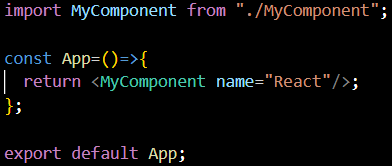 import MyComponent from "./MyComponent";
const App=()=>{
return <MyComponent name="React"/>;
};
export default App;